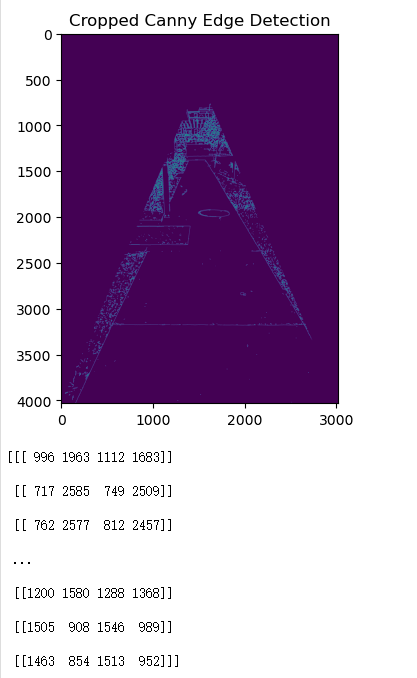 Cropped Canny Edge Detection
0
500
1000
1500
2000
2500
3000
3500
4000
0 1000 2000 3000
[[[ 996 1963 1112 1683]]
[[ 717 2585 749 2509]]
[[ 762 2577 812 2457]]
...
[[1200 1580 1288 1368]]
[[1505 908 1546 989]]
[[1463 854 1513 952]]]